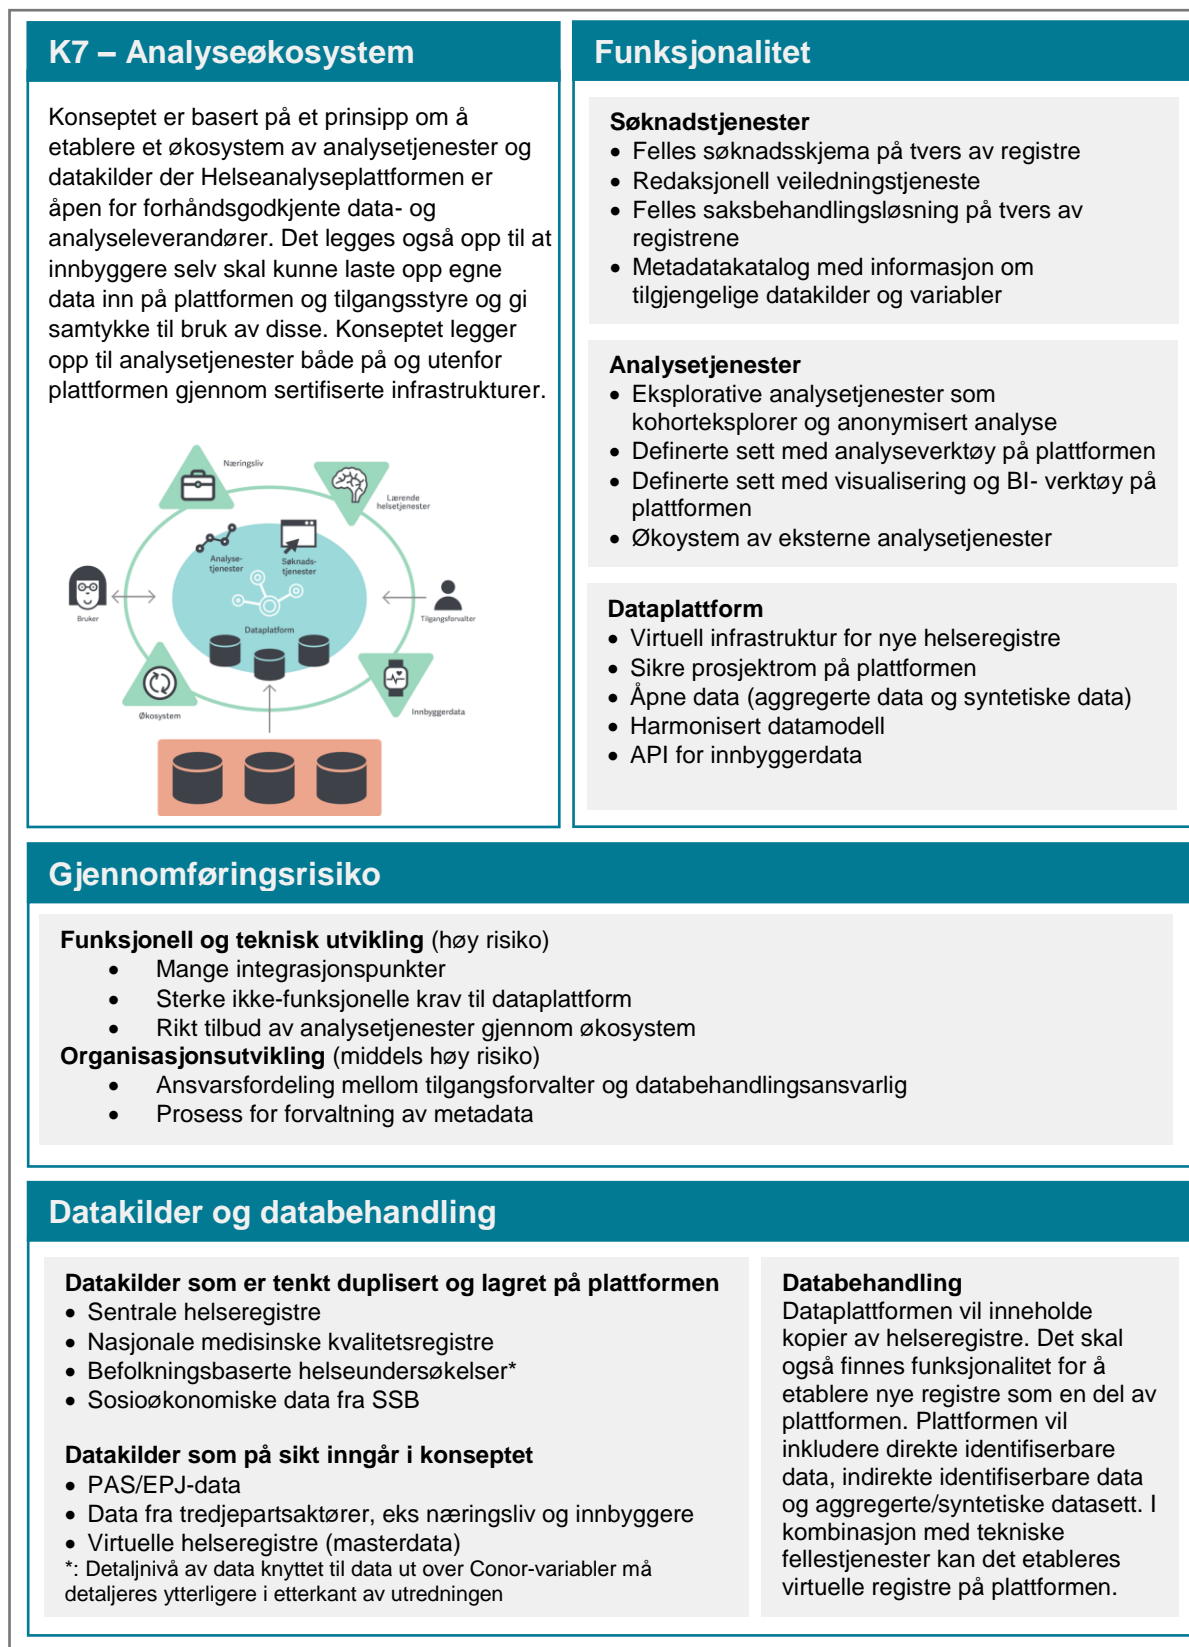 K7 – Analyseøkosystem
Konseptet er basert på et prinsipp om å
etablere et økosystem av analysetjenester og
datakilder der Helseanalyseplattformen er
åpen for forhåndsgodkjente data- og
analyseleverandører. Det legges også opp til at
innbyggere selv skal kunne laste opp egne
data inn på plattformen og tilgangsstyre og gi
samtykke til bruk av disse. Konseptet legger
opp til analysetjenester både på og utenfor
plattformen gjennom sertifiserte infrastrukturer.
Næringsliv
Lærende
helsetjenester
Analyse-
tjenester
Søknads-
tjenester
Bruker
Tilgangsforvalter
Dataplatform
Økosystem
Innbyggerdata
Funksjonalitet
Søknadstjenester
• Felles søknadsskjema på tvers av registre
• Redaksjonell veiledningstjeneste
• Felles saksbehandlingsløsning på tvers av
registrene
• Metadatakatalog med informasjon om
tilgjengelige datakilder og variabler
Analysetjenester
• Eksplorative analysetjenester som
kohorteksplorer og anonymisert analyse
• Definerte sett med analyseverktøy på plattformen
• Definerte sett med visualisering og BI- verktøy på
plattformen
• Økoystem av eksterne analysetjenester
Dataplattform
• Virtuell infrastruktur for nye helseregistre
• Sikre prosjektrom på plattformen
• Åpne data (aggregerte data og syntetiske data)
• Harmonisert datamodell
• API for innbyggerdata
Gjennomføringsrisiko
Funksjonell og teknisk utvikling (høy risiko)
• Mange integrasjonspunkter
• Sterke ikke-funksjonelle krav til dataplattform
• Rikt tilbud av analysetjenester gjennom økosystem
Organisasjonsutvikling (middels høy risiko)
• Ansvarsfordeling mellom tilgangsforvalter og databehandlingsansvarlig
• Prosess for forvaltning av metadata
Datakilder og databehandling
Datakilder som er tenkt duplisert og lagret på plattformen
• Sentrale helseregistre
• Nasjonale medisinske kvalitetsregistre
• Befolkningsbaserte helseundersøkelser*
• Sosioøkonomiske data fra SSB
Datakilder som på sikt inngår i konseptet
• PAS/EPJ-data
• Data fra tredjepartsaktører, eks næringsliv og innbyggere
• Virtuelle helseregistre (masterdata)
*: Detaljnivå av data knyttet til data ut over Conor-variabler må
detaljeres ytterligere i etterkant av utredningen
Databehandling
Dataplattformen vil inneholde
kopier av helseregistre. Det skal
også finnes funksjonalitet for å
etablere nye registre som en del av
plattformen. Plattformen vil
inkludere direkte identifiserbare
data, indirekte identifiserbare data
og aggregerte/syntetiske datasett. I
kombinasjon med tekniske
fellestjenester kan det etableres
virtuelle registre på plattformen.